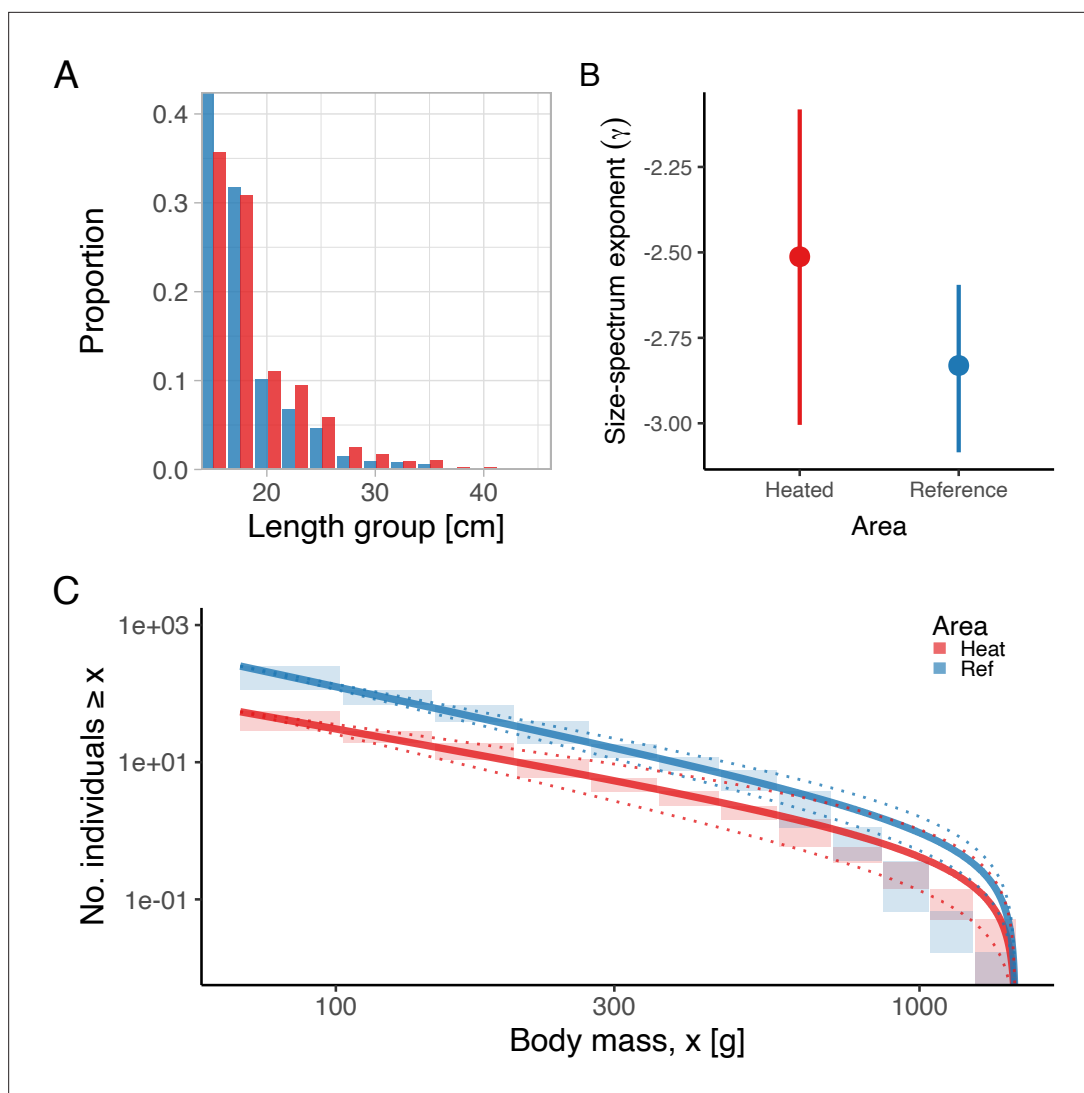 A
Proportion
0.4
0.3
0.2
0.1
0.0
20 30 40
Length group [cm]
B
Size-spectrum exponent (γ)
-2.25
-2.50
-2.75
-3.00
Heated Reference
Area
C
No. individuals ≥ x
1e+03
1e+01
1e-01
Area
Heat
Ref
100 300 1000
Body mass, x [g]